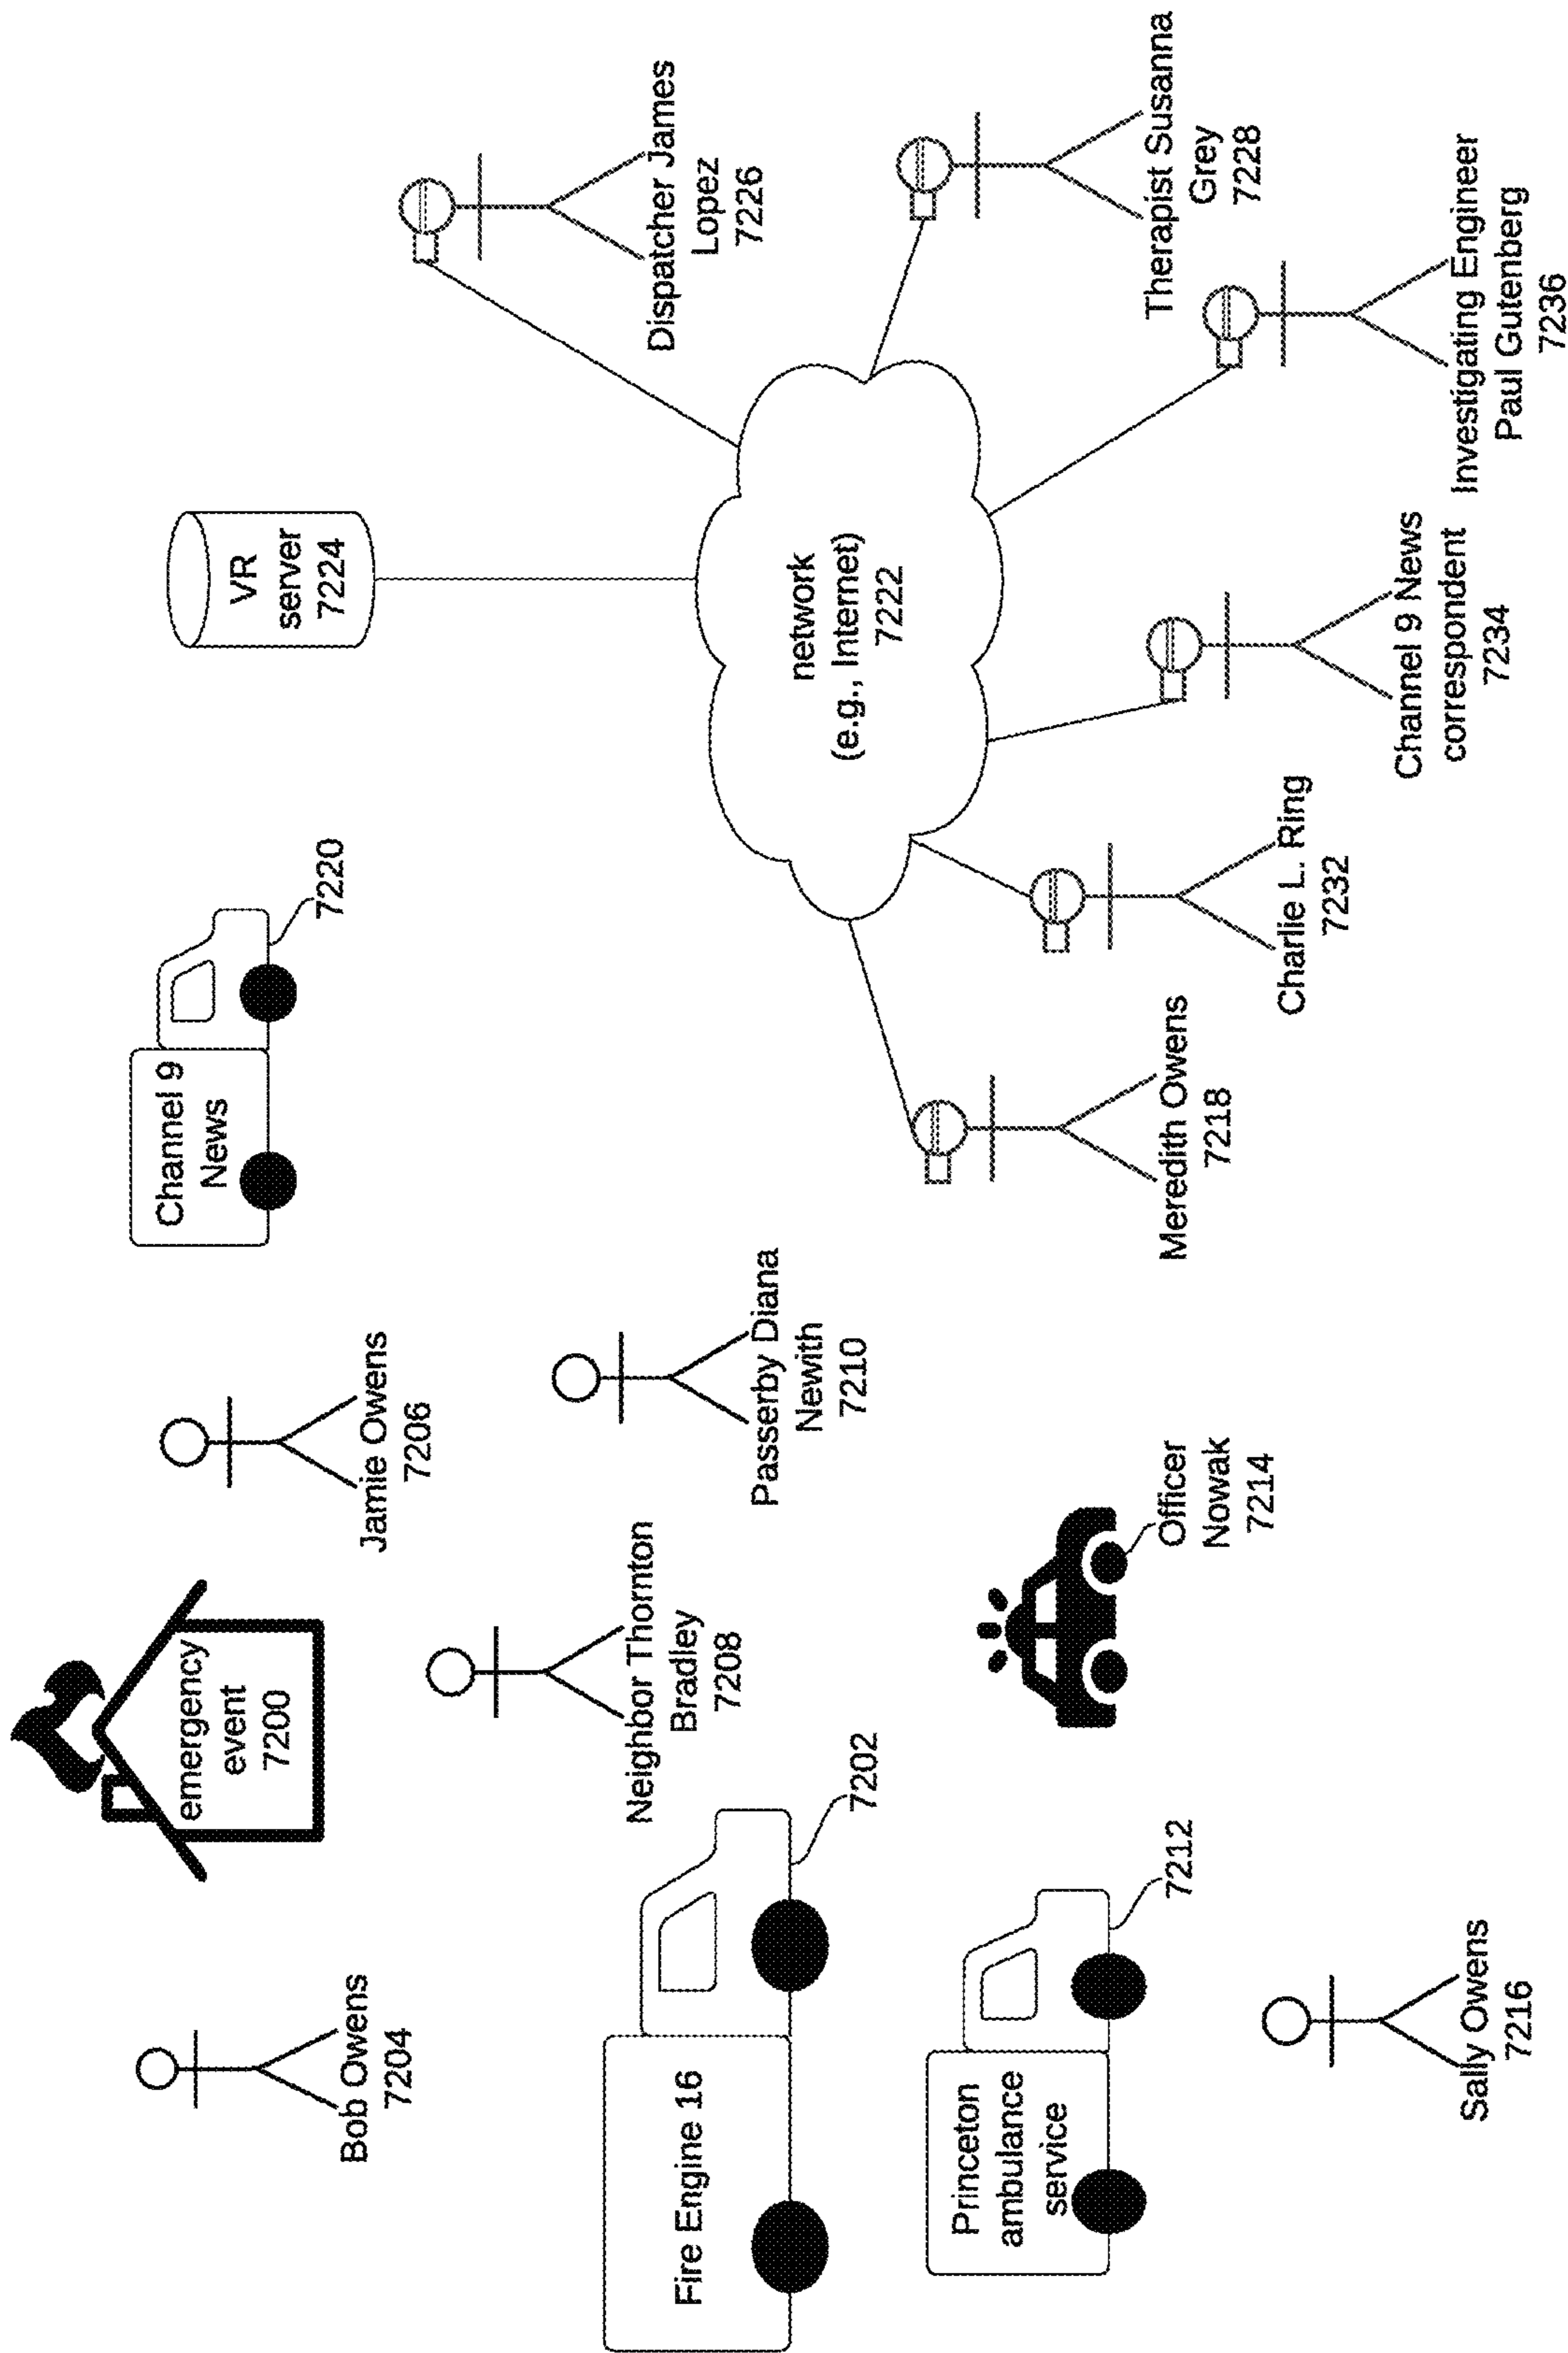 emergency
event
7200
Bob Owens
7204
Jamie Owens
7206
Channel 9
News
7220
VR
server
7224
Neighbor Thornton
Bradley
7208
Passerby Diana
Newith
7210
Dispatcher James
Lopez
7226
Fire Engine 16
7202
network
(e.g., Internet)
7222
Princeton
ambulance
service
7212
Officer
Nowak
7214
Meredith Owens
7218
Charlie L. Ring
7232
Channel 9 News
correspondent
7234
Therapist Susanna
Grey
7228
Investigating Engineer
Paul Gutenberg
7236
Sally Owens
7216